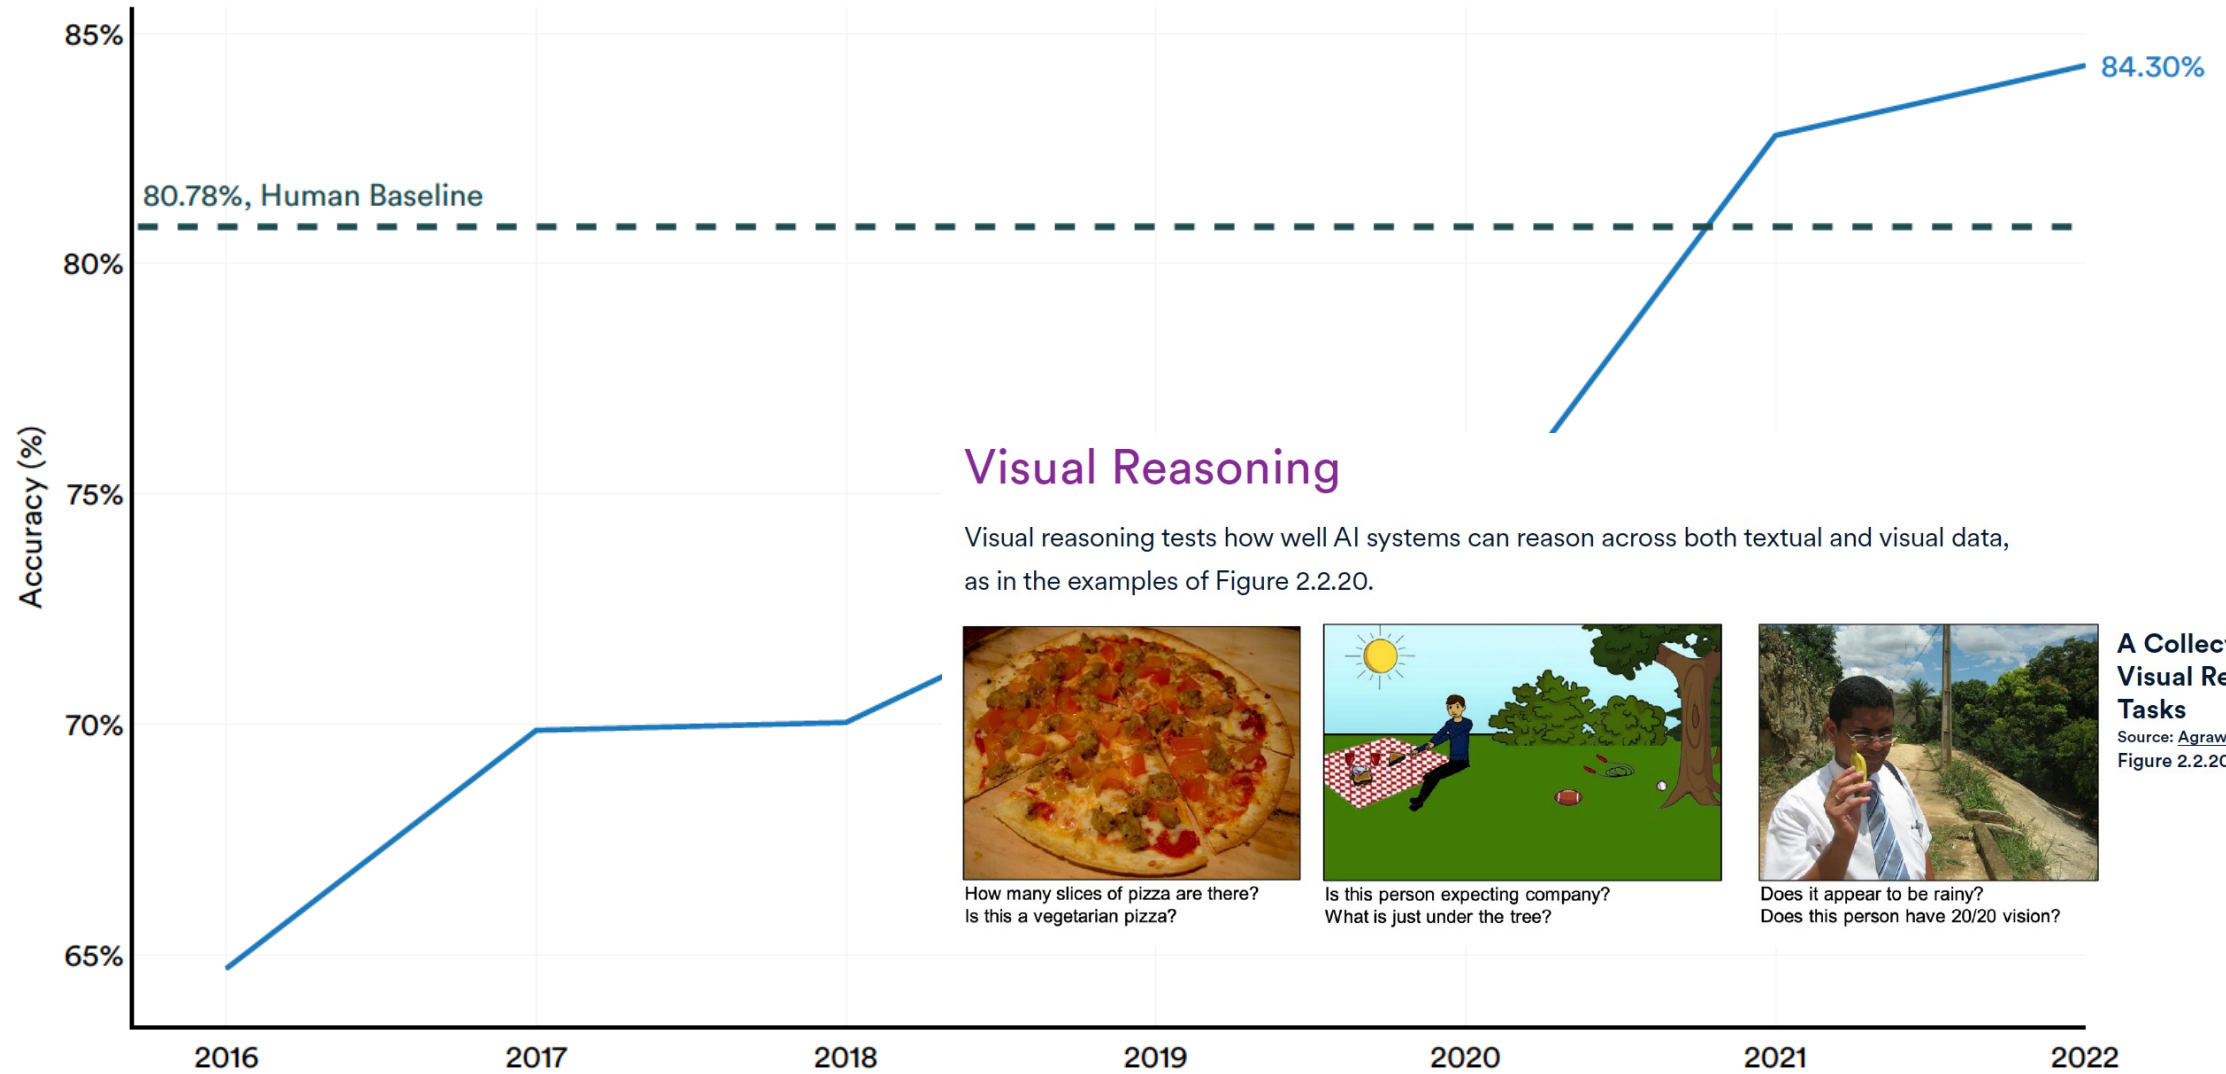 85%
84.30%
80.78%, Human Baseline
80%
Accuracy (%)
75%
70%
65%
Visual Reasoning
Visual reasoning tests how well AI systems can reason across both textual and visual data,
as in the examples of Figure 2.2.20.
How many slices of pizza are there?
Is this a vegetarian pizza?
Is this person expecting company?
What is just under the tree?
Does it appear to be rainy?
Does this person have 20/20 vision?
A
Visual
Tasks
Source:
Figure
2016 2017 2018 2019 2020 2021 2022